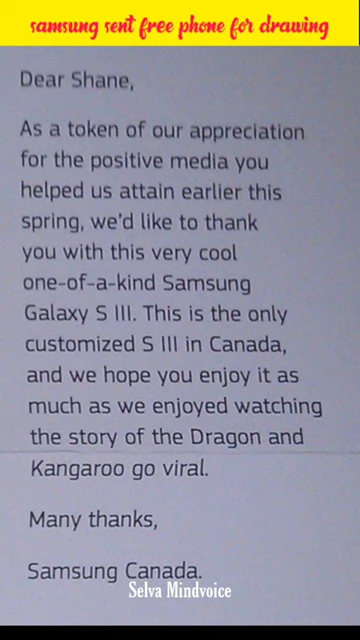 samsung sent free phone for drawing
Dear Shane,
As a token of our appreciation
for the positive media you
helped us attain earlier this
spring, we'd like to thank
you with this very cool
one-of-a-kind Samsung
Galaxy S III. This is the only
customized S III in Canada,
and we hope you enjoy it as
much as we enjoyed watching
the story of the Dragon and
Kangaroo go viral.
Many thanks,
Samsung Canada.
Selva Mindvoice